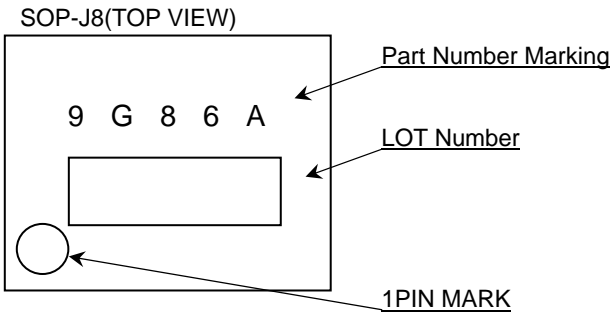 SOP-J8(TOP VIEW)
Part Number Marking
9 G 8 6 A
LOT Number
1PIN MARK